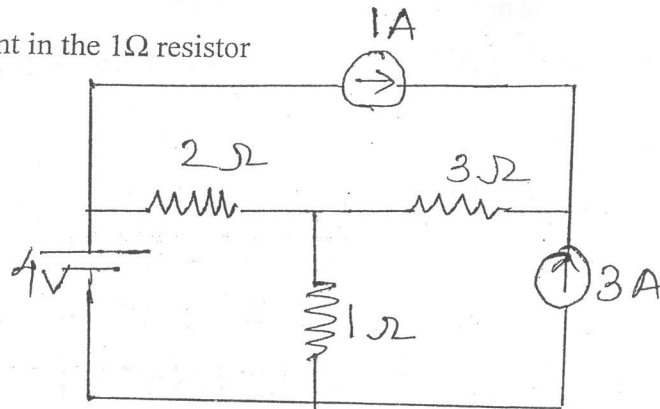 1A
nt in the 1Ω resistor
2Ω
3Ω
4V
3A
1Ω